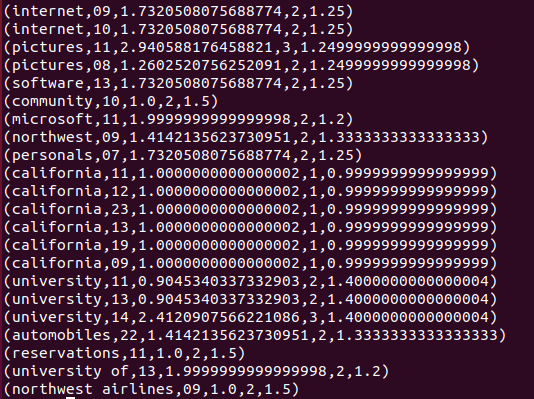 (internet,09,1.7320508075688774,2,1.25)
(internet,10,1.7320508075688774,2,1.25)
(pictures,11,2.940588176458821,3,1.2499999999999998)
(pictures,08,1.2602520756252091,2,1.2499999999999998)
(software,13,1.7320508075688774,2,1.25)
(community,10,1.0,2,1.5)
(microsoft,11,1.9999999999999998,2,1.2)
(northwest,09,1.4142135623730951,2,1.3333333333333333)
(personals,07,1.7320508075688774,2,1.25)
(california,11,1.0000000000000002,1,0.9999999999999999)
(california,12,1.0000000000000002,1,0.9999999999999999)
(california,23,1.0000000000000002,1,0.9999999999999999)
(california,13,1.0000000000000002,1,0.9999999999999999)
(california,19,1.0000000000000002,1,0.9999999999999999)
(california,09,1.0000000000000002,1,0.9999999999999999)
(university,11,0.9045340337332903,2,1.4000000000000004)
(university,13,0.9045340337332903,2,1.4000000000000004)
(university,14,2.4120907566221086,3,1.4000000000000004)
(automobiles,22,1.4142135623730951,2,1.3333333333333333)
(reservations,11,1.0,2,1.5)
(university of,13,1.9999999999999998,2,1.2)
(northwest airlines,09,1.0,2,1.5)